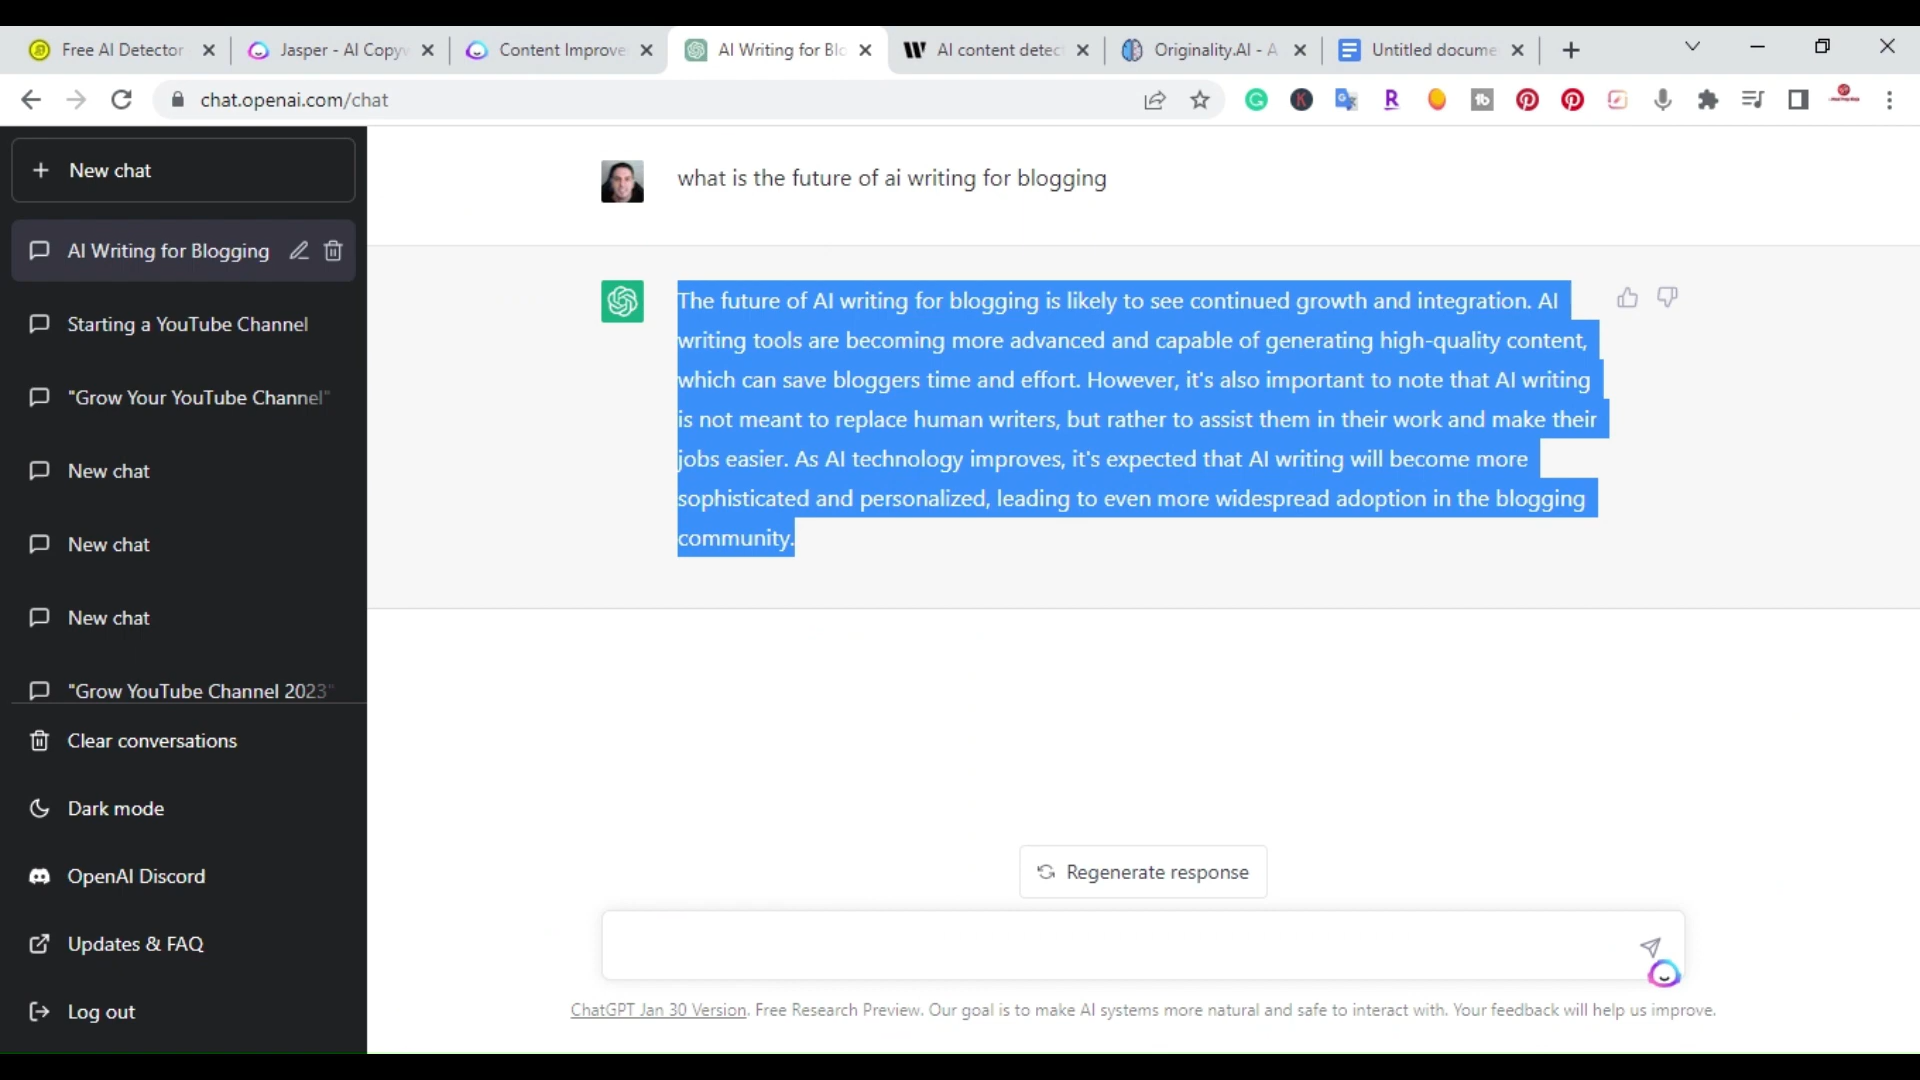 Free AI Detector
Jasper - AI Copyw
Content Improve
AI Writing for Blo
AI content detec
Originality.AI - A
Untitled docume
chat.openai.com/chat
New chat
AI Writing for Blogging
Starting a YouTube Channel
"Grow Your YouTube Channel"
New chat
New chat
New chat
"Grow YouTube Channel 2023"
Clear conversations
Dark mode
OpenAI Discord
Updates & FAQ
Log out
what is the future of ai writing for blogging
The future of AI writing for blogging is likely to see continued growth and integration. AI
writing tools are becoming more advanced and capable of generating high-quality content,
which can save bloggers time and effort. However, it's also important to note that AI writing
is not meant to replace human writers, but rather to assist them in their work and make their
jobs easier. As AI technology improves, it's expected that AI writing will become more
sophisticated and personalized, leading to even more widespread adoption in the blogging
community.
Regenerate response
ChatGPT Jan 30 Version. Free Research Preview. Our goal is to make AI systems more natural and safe to interact with. Your feedback will help us improve.